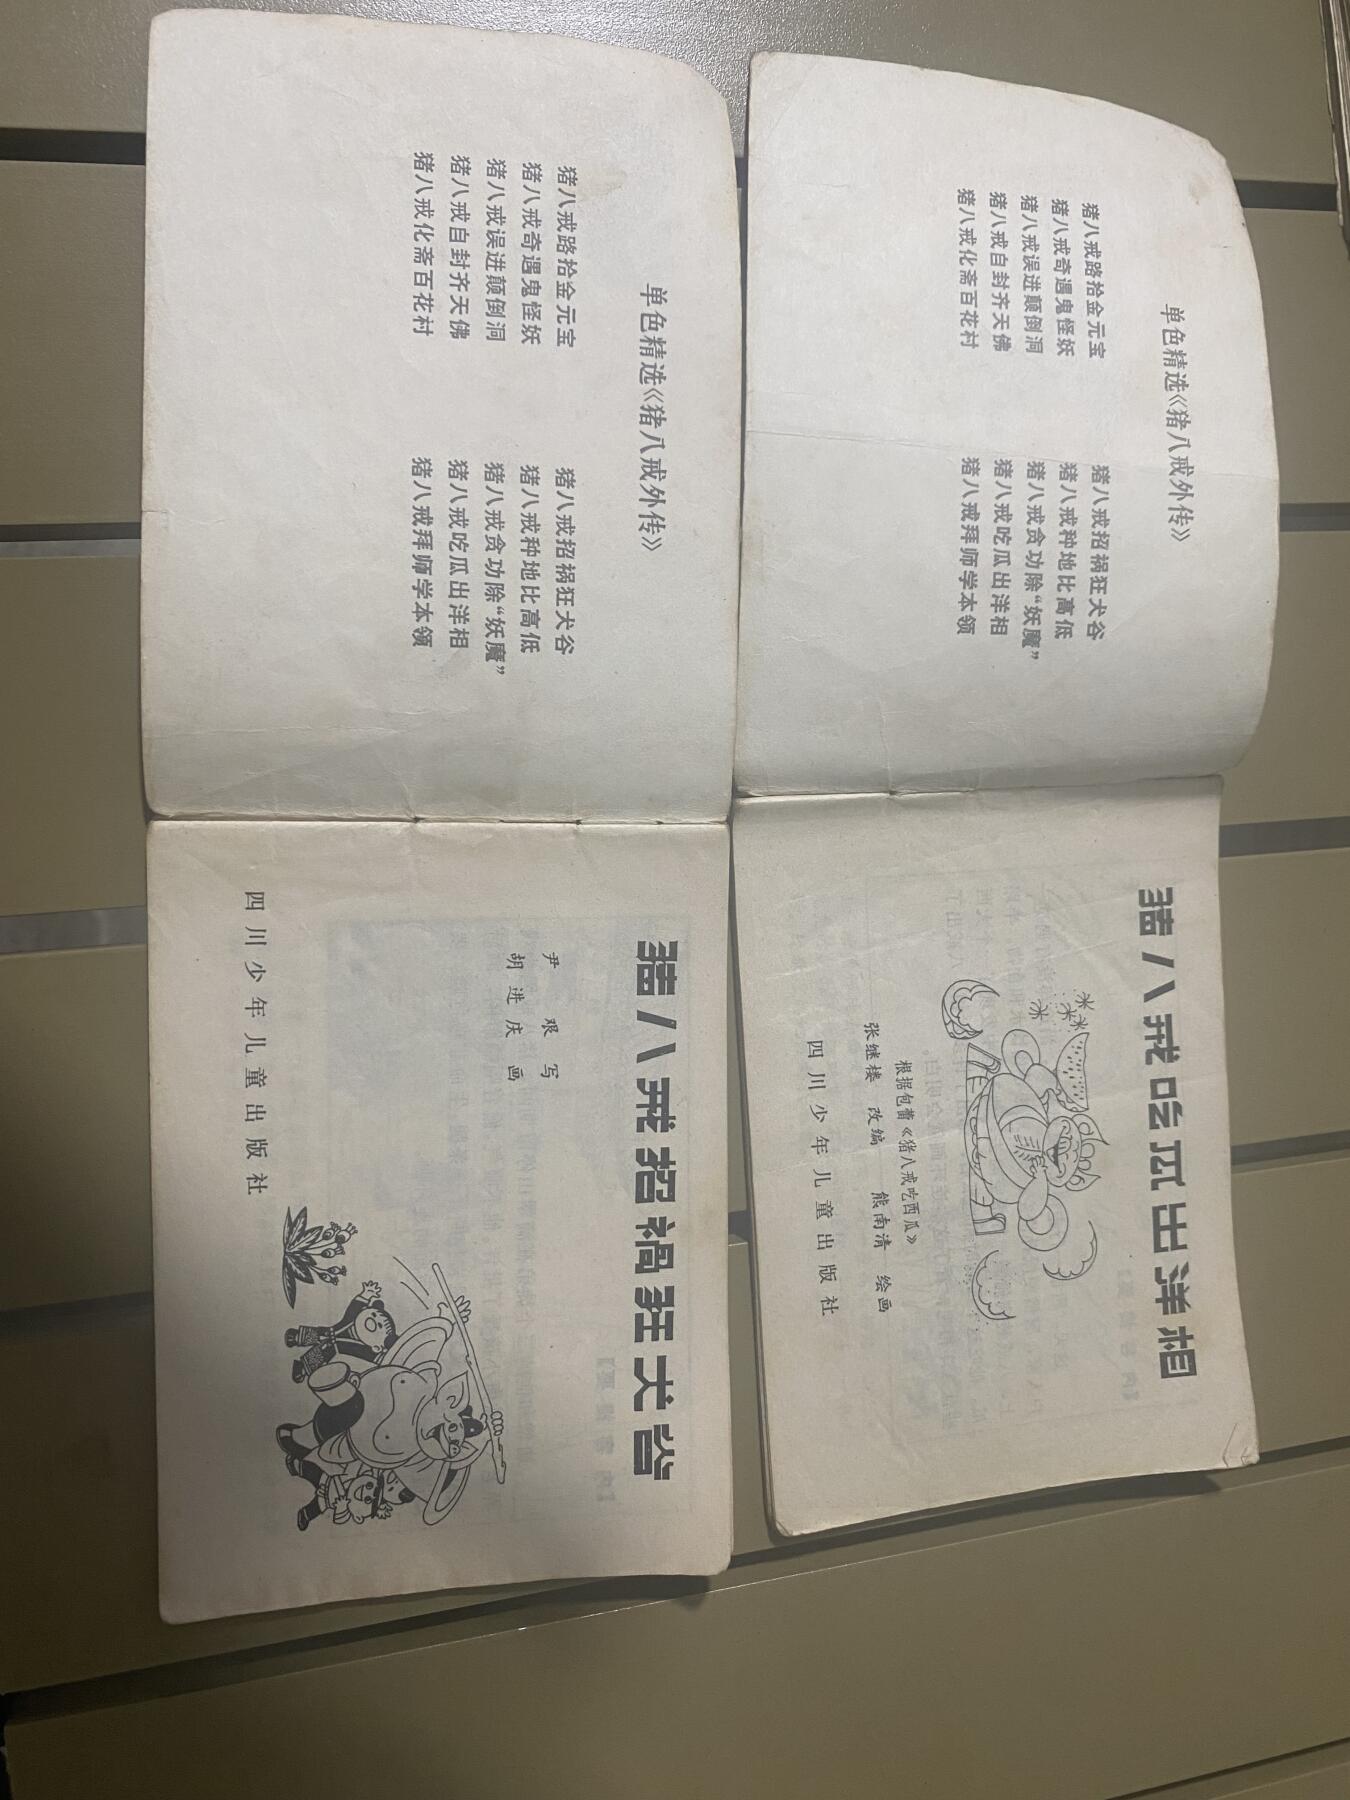 单色精选《猪八戒外传》
猪八戒路拾金元宝 猪八戒招祸狂犬谷
猪八戒奇遇鬼怪妖 猪八戒种地比高低
猪八戒误进颠倒洞 猪八戒贪功除“妖魔”
猪八戒自封齐天佛 猪八戒吃瓜出洋相
猪八戒化斋百花村 猪八戒拜师学本领
猪八戒吃瓜出洋相
根据包蕾《猪八戒吃西瓜》
张继楼 改编 熊南清 绘画
四川少年儿童出版社
单色精选《猪八戒外传》
猪八戒路拾金元宝 猪八戒招祸狂犬谷
猪八戒奇遇鬼怪妖 猪八戒种地比高低
猪八戒误进颠倒洞 猪八戒贪功除“妖魔”
猪八戒自封齐天佛 猪八戒吃瓜出洋相
猪八戒化斋百花村 猪八戒拜师学本领
猪八戒招祸狂犬谷
尹艰 写
胡进庆 画
四川少年儿童出版社